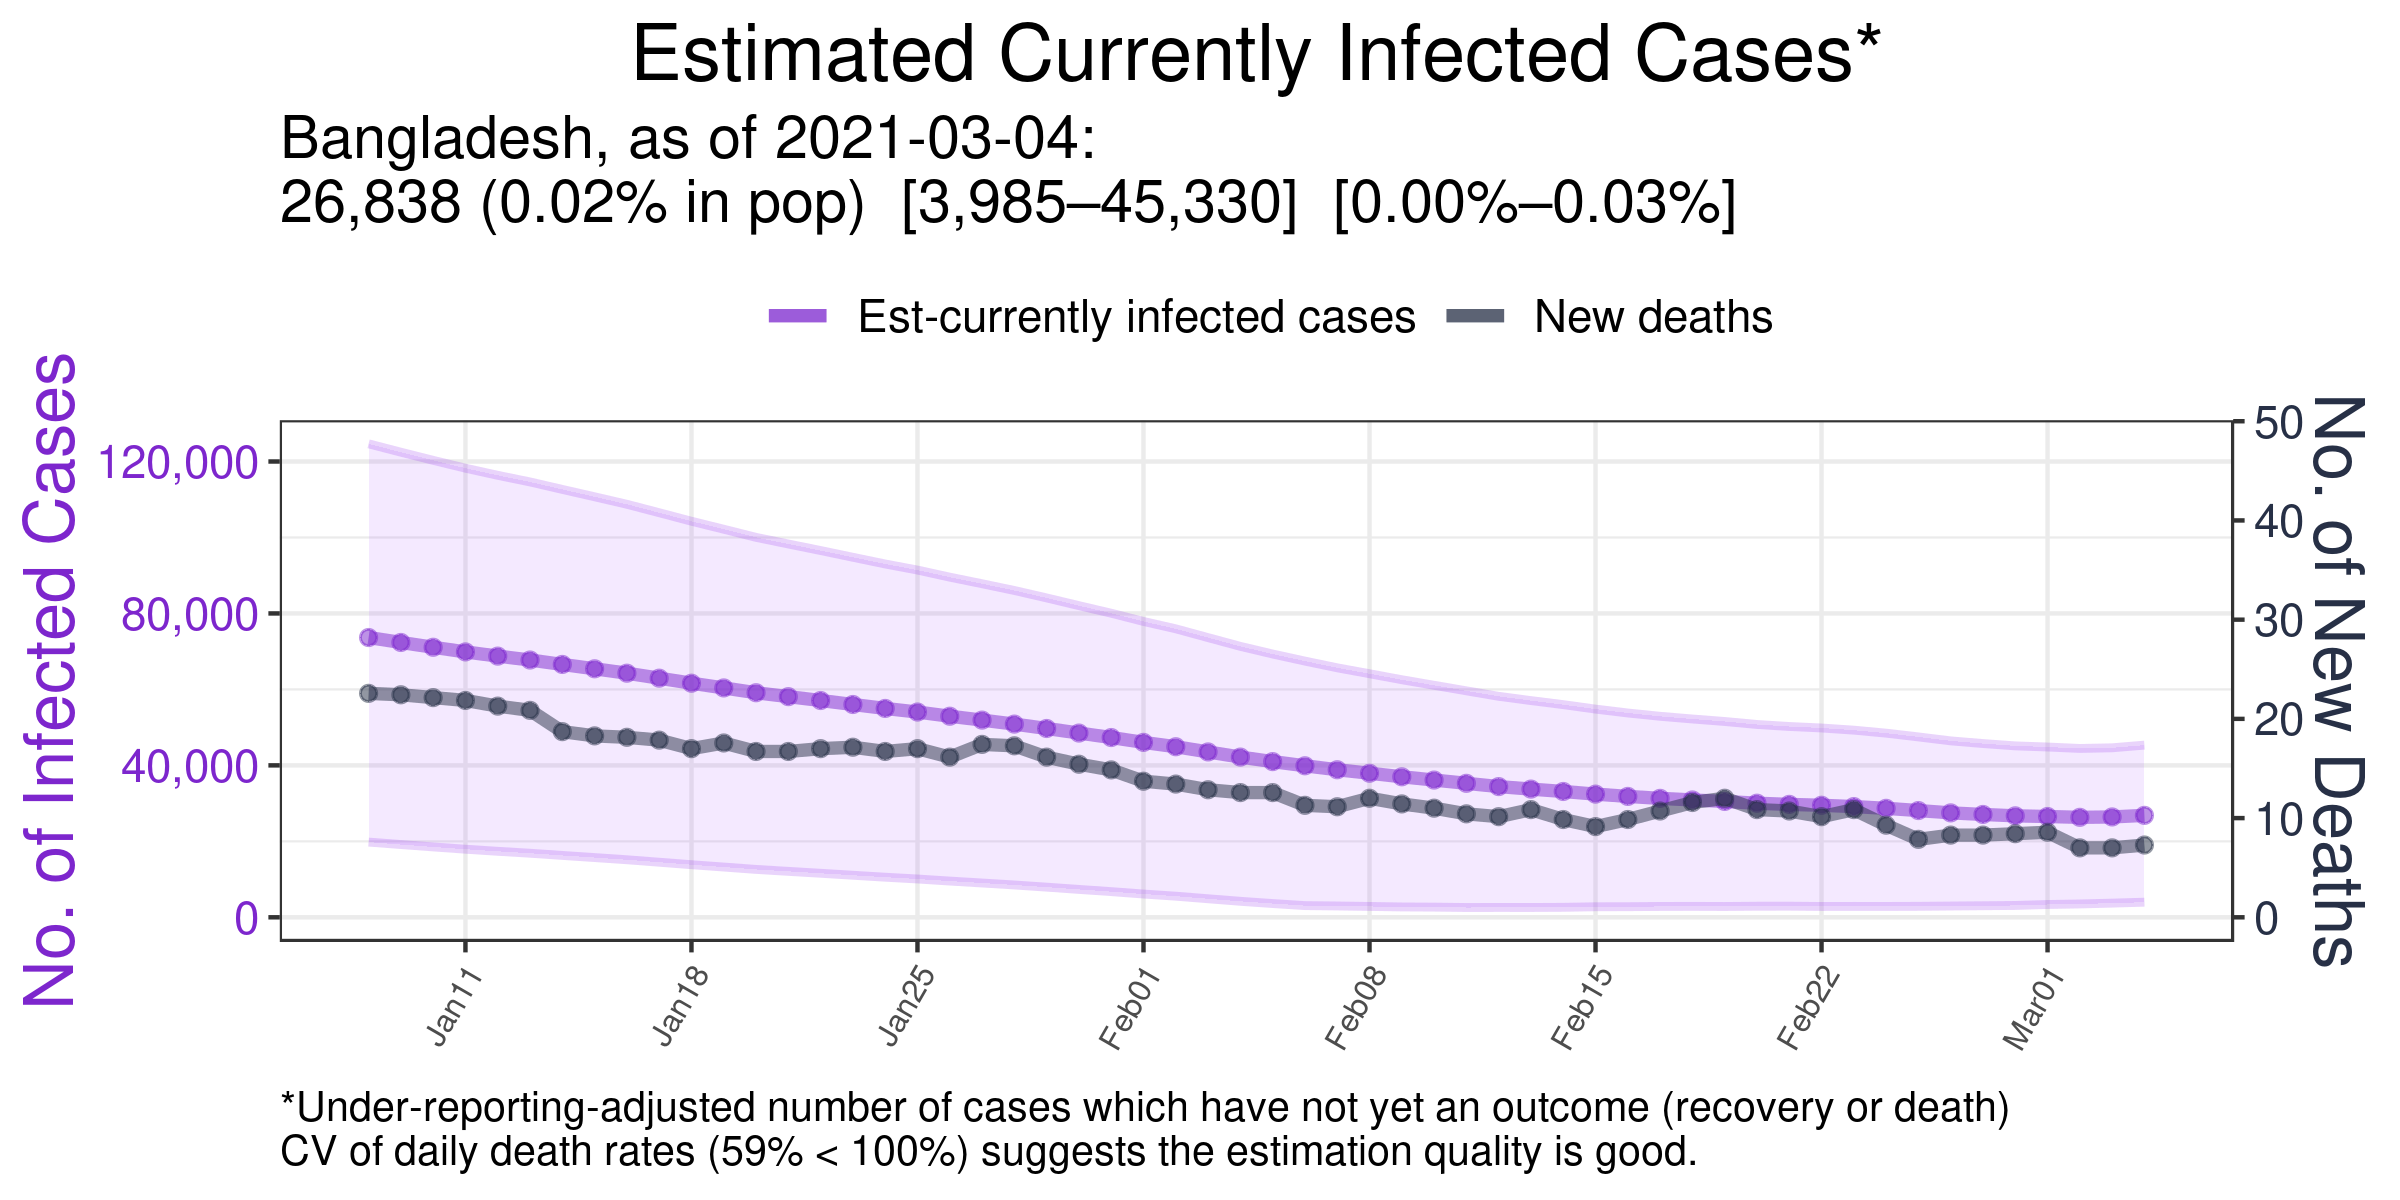 Estimated Currently Infected Cases*
Bangladesh, as of 2021-03-04:
26,838 (0.02% in pop)  [3,985–45,330]  [0.00%–0.03%]
Est-currently infected cases
New deaths
No. of Infected Cases
120,000
80,000
40,000
0
50
40
30
20
10
0
No. of New Deaths
Jan11
Jan18
Jan25
Feb01
Feb08
Feb15
Feb22
Mar01
*Under-reporting-adjusted number of cases which have not yet an outcome (recovery or death)
CV of daily death rates (59% < 100%) suggests the estimation quality is good.